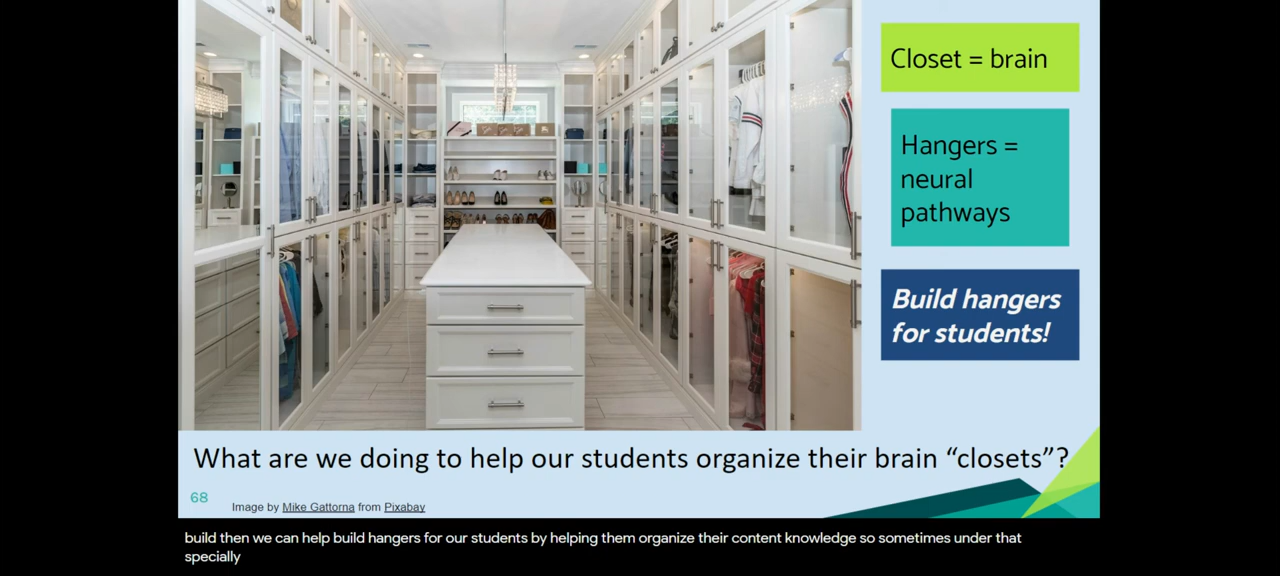 Closet = brain
Hangers =
neural
pathways
Build hangers
for students!
What are we doing to help our students organize their brain “closets”?
68
Image by Mike Gattorna from Pixabay
build then we can help build hangers for our students by helping them organize their content knowledge so sometimes under that
specially